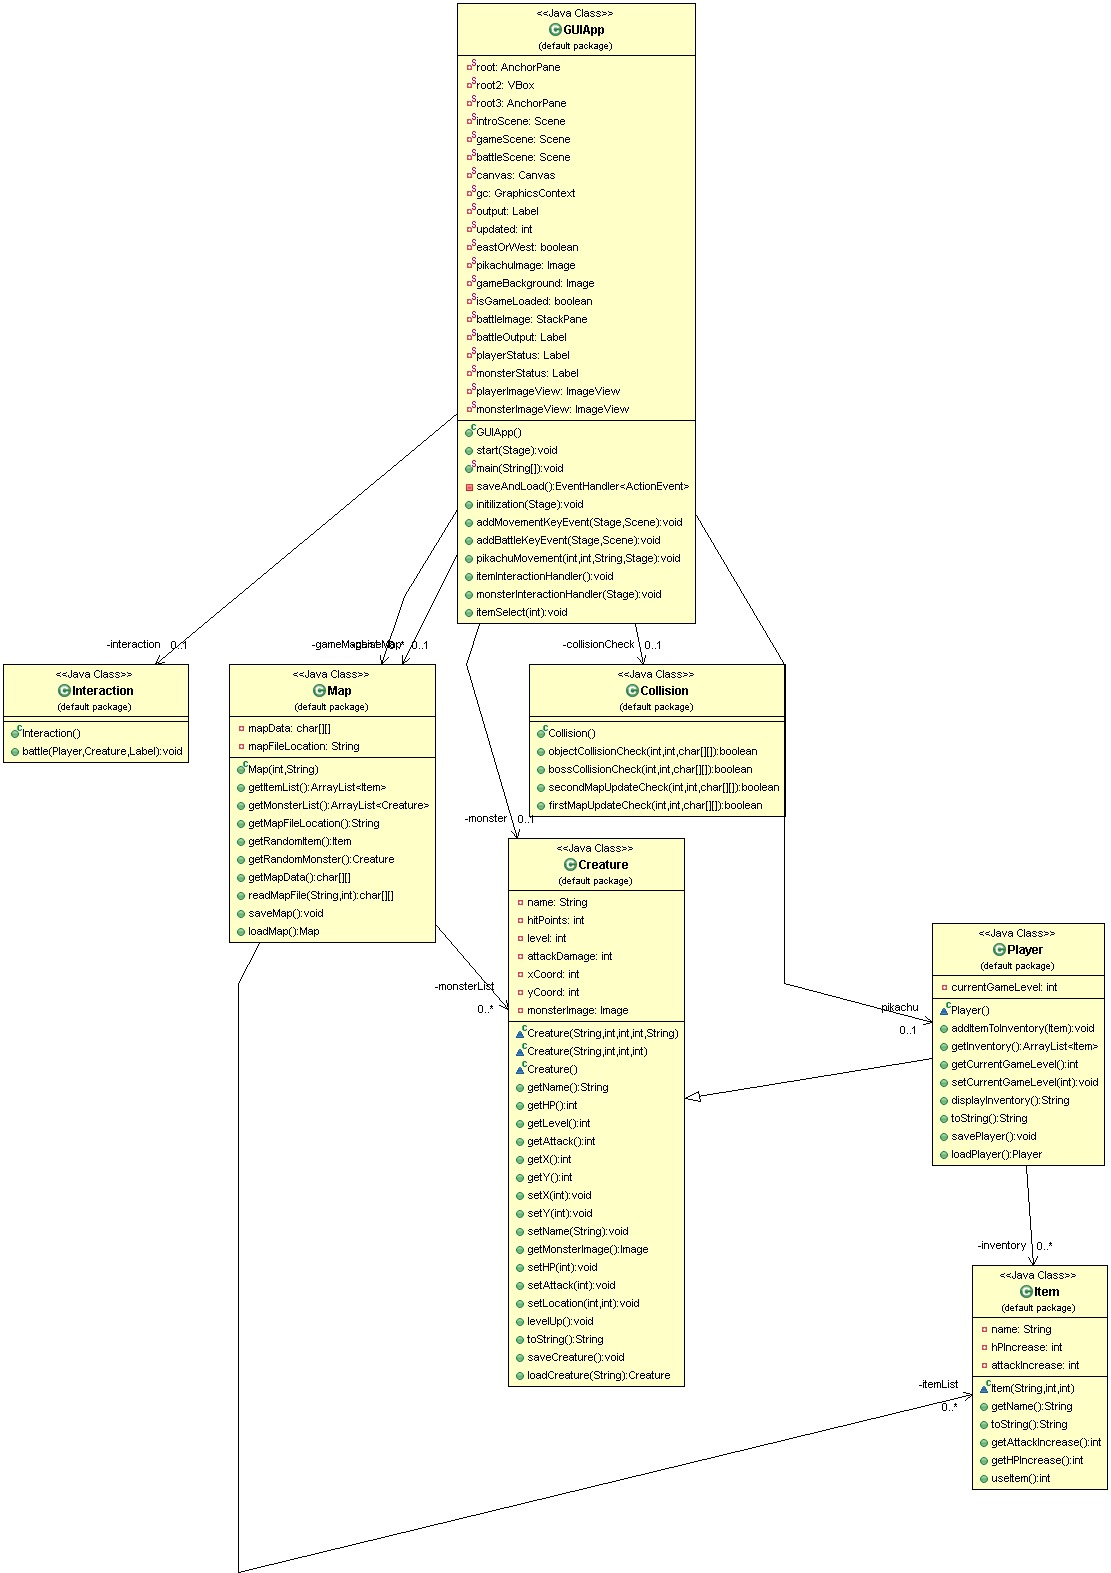 <<Java Class>>
GUIApp
(default package)
root: AnchorPane
root2: VBox
root3: AnchorPane
introScene: Scene
gameScene: Scene
battleScene: Scene
canvas: Canvas
gc: GraphicsContext
output: Label
updated: int
eastOrWest: boolean
pikachuImage: Image
gameBackground: Image
isGameLoaded: boolean
battleImage: StackPane
battleOutput: Label
playerStatus: Label
monsterStatus: Label
playerImageView: ImageView
monsterImageView: ImageView
GUIApp()
start(Stage):void
main(String[]):void
saveAndLoad():EventHandler<ActionEvent>
initilization(Stage):void
addMovementKeyEvent(Stage,Scene):void
addBattleKeyEvent(Stage,Scene):void
pikachuMovement(int,int,String,Stage):void
itemInteractionHandler():void
monsterInteractionHandler(Stage):void
itemSelect(int):void
-interaction 0..1
0..1
-collisionCheck 0..1
<<Java Class>>
Interaction
(default package)
Interaction()
battle(Player,Creature,Label):void
<<Java Class>>
Map
(default package)
mapData: char[][]
mapFileLocation: String
Map(int,String)
getItemList():ArrayList<Item>
getMonsterList():ArrayList<Creature>
getMapFileLocation():String
getRandomItem():Item
getRandomMonster():Creature
getMapData():char[][]
readMapFile(String,int):char[][]
saveMap():void
loadMap():Map
<<Java Class>>
Collision
(default package)
Collision()
objectCollisionCheck(int,int,char[][]):boolean
bossCollisionCheck(int,int,char[][]):boolean
secondMapUpdateCheck(int,int,char[][]):boolean
firstMapUpdateCheck(int,int,char[][]):boolean
-monster 0..1
<<Java Class>>
Creature
(default package)
name: String
hitPoints: int
level: int
attackDamage: int
xCoord: int
yCoord: int
monsterImage: Image
Creature(String,int,int,int,String)
Creature(String,int,int,int)
Creature()
getName():String
getHP():int
getLevel():int
getAttack():int
getX():int
getY():int
setX(int):void
setY(int):void
setName(String):void
getMonsterImage():Image
setHP(int):void
setAttack(int):void
setLocation(int,int):void
levelUp():void
toString():String
saveCreature():void
loadCreature(String):Creature
-monsterList
0..*
pikachu
0..1
<<Java Class>>
Player
(default package)
currentGameLevel: int
Player()
addItemToInventory(Item):void
getInventory():ArrayList<Item>
getCurrentGameLevel():int
setCurrentGameLevel(int):void
displayInventory():String
toString():String
savePlayer():void
loadPlayer():Player
-inventory 0..*
<<Java Class>>
Item
(default package)
name: String
hPIncrease: int
attackIncrease: int
Item(String,int,int)
getName():String
toString():String
getAttackIncrease():int
getHPIncrease():int
useItem():int
-itemList
0..*